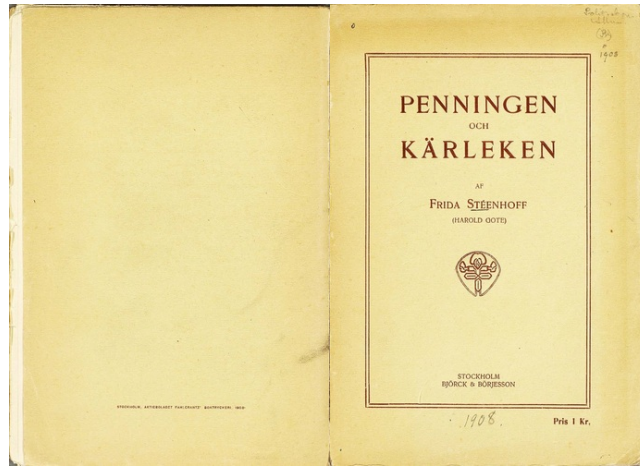 PENNINGEN
OCH
KÄRLEKEN
AF
FRIDA STÉENHOFF
(HAROLD GOTE)
STOCKHOLM
BJÖRCK & BÖRJESSON
1908.
Pris 1 Kr.
1908